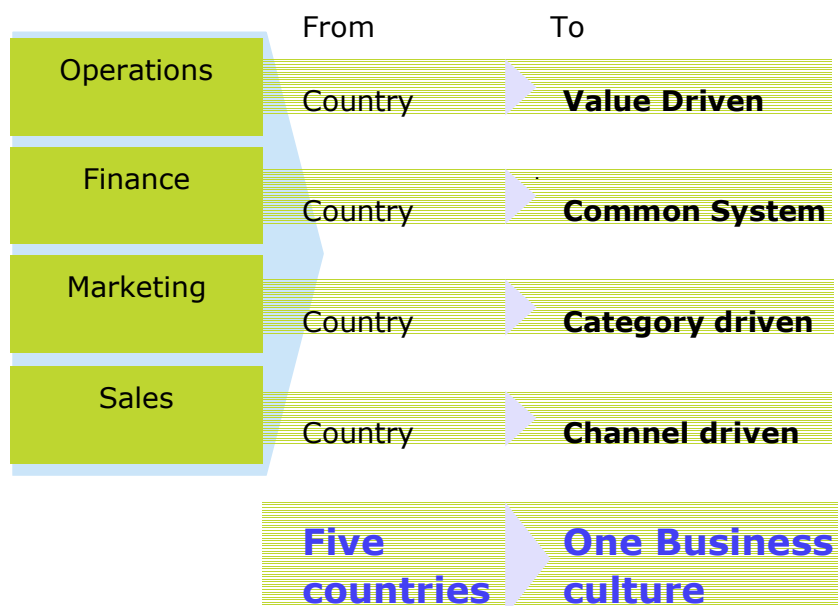 From To
Operations
Country Value Driven
Finance
Country Common System
Marketing
Country Category driven
Sales
Country Channel driven
Five One Business
countries culture